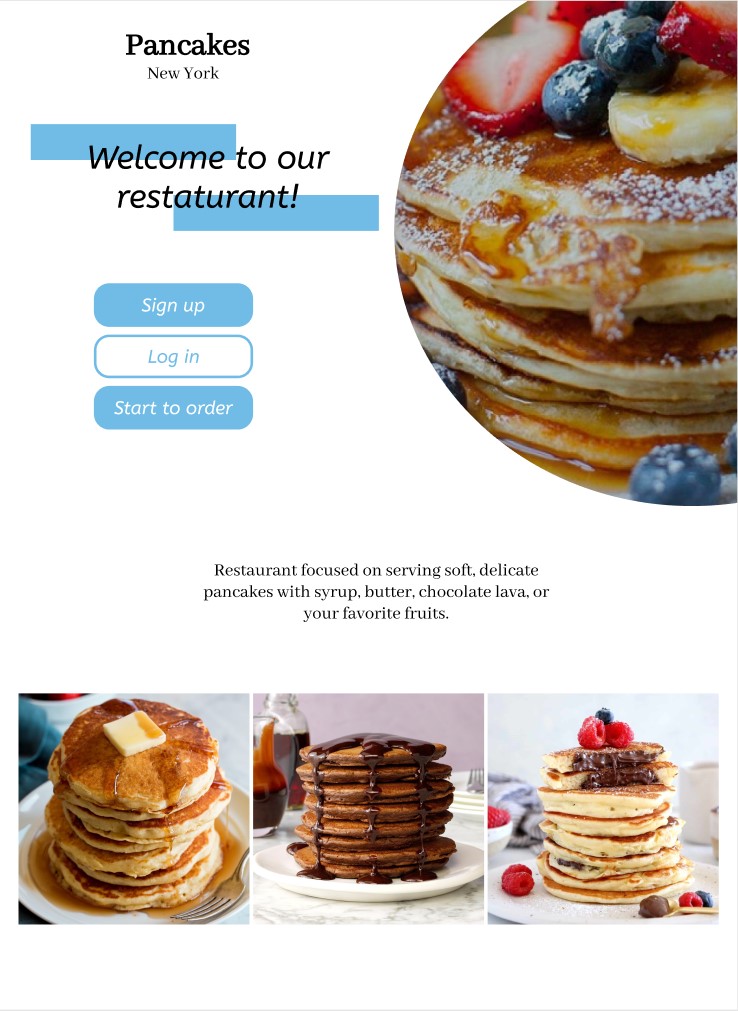 Pancakes
New York
Welcome to our
restaturant!
Sign up
Log in
Start to order
Restaurant focused on serving soft, delicate
pancakes with syrup, butter, chocolate lava, or
your favorite fruits.